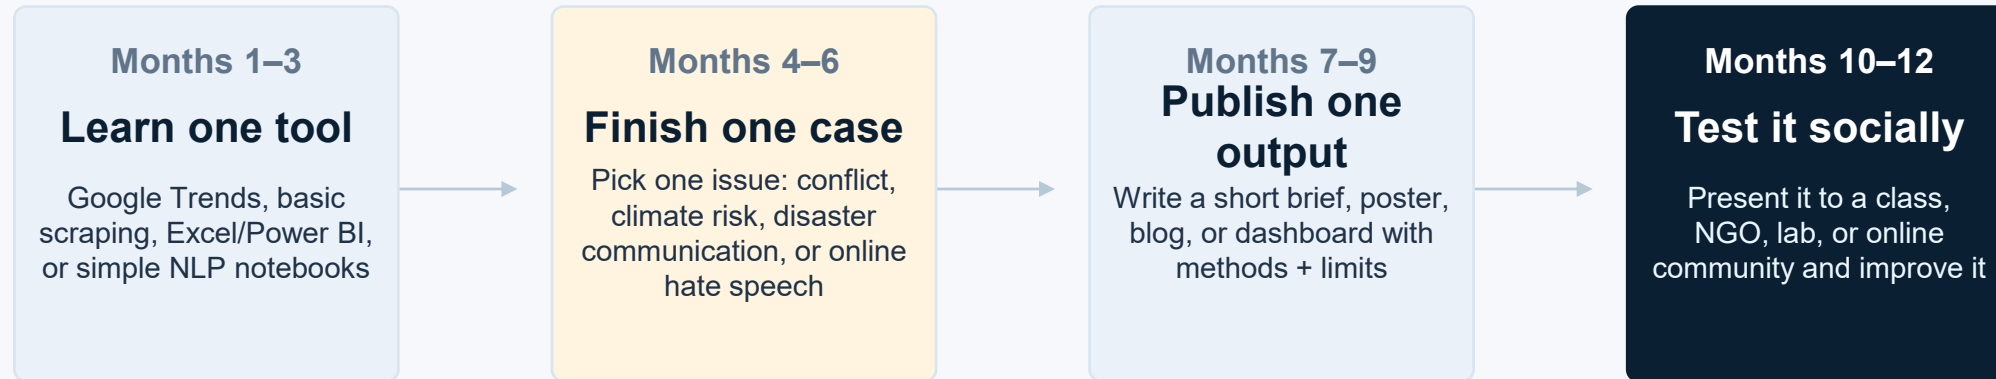 Months 1–3
Learn one tool
Google Trends, basic
scraping, Excel/Power BI,
or simple NLP notebooks
Months 4–6
Finish one case
Pick one issue: conflict,
climate risk, disaster
communication, or online
hate speech
Months 7–9
Publish one
output
Write a short brief, poster,
blog, or dashboard with
methods + limits
Months 10–12
Test it socially
Present it to a class,
NGO, lab, or online
community and improve it